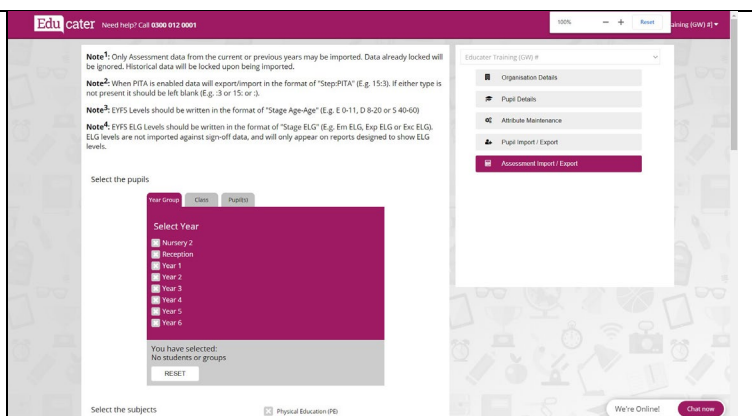 Educater Need help? Call 0300 012 0001
100% − + Reset
aining (GW) #]
Note1: Only Assessment data from the current or previous years may be imported. Data already locked will
be ignored. Historical data will be locked upon being imported.
Note2: When PITA is enabled data will export/import in the format of "Step:PITA" (E.g. 15:3). If either type is
not present it should be left blank (E.g. :3 or 15: or :).
Note3: EYFS Levels should be written in the format of "Stage Age-Age" (E.g. E 0-11, D 8-20 or S 40-60)
Note4: EYFS ELG Levels should be written in the format of "Stage ELG" (E.g. Em ELG, Exp ELG or Exc ELG).
ELG levels are not imported against sign-off data, and will only appear on reports designed to show ELG
levels.
Select the pupils
Year Group Class Pupil(s)
Select Year
Nursery 2
Reception
Year 1
Year 2
Year 3
Year 4
Year 5
Year 6
You have selected:
No students or groups
RESET
Select the subjects
Physical Education (PE)
Educater Training (GW) #
Organisation Details
Pupil Details
Attribute Maintenance
Pupil Import / Export
Assessment Import / Export
We're Online!
Chat now